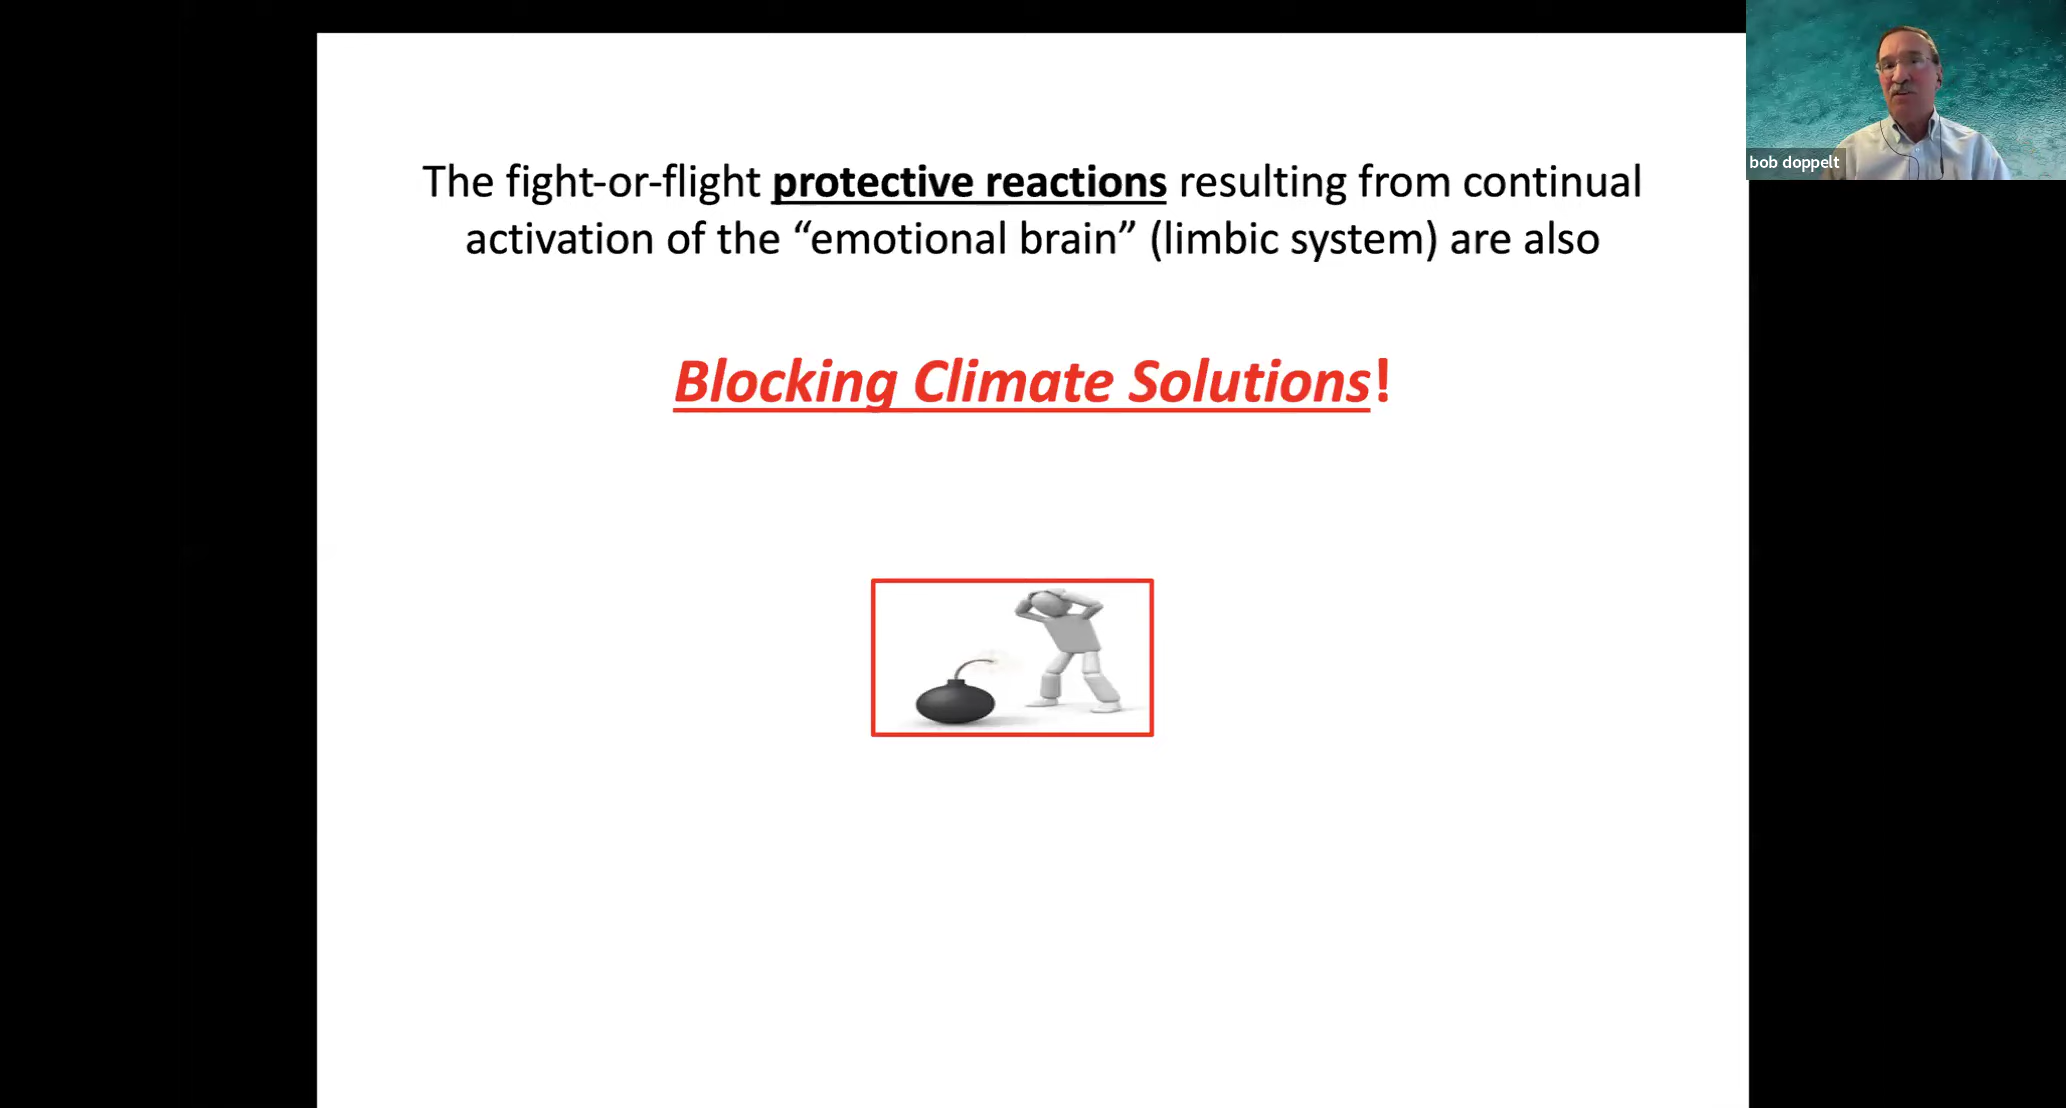 The fight-or-flight protective reactions resulting from continual
activation of the “emotional brain” (limbic system) are also
Blocking Climate Solutions!
bob doppelt